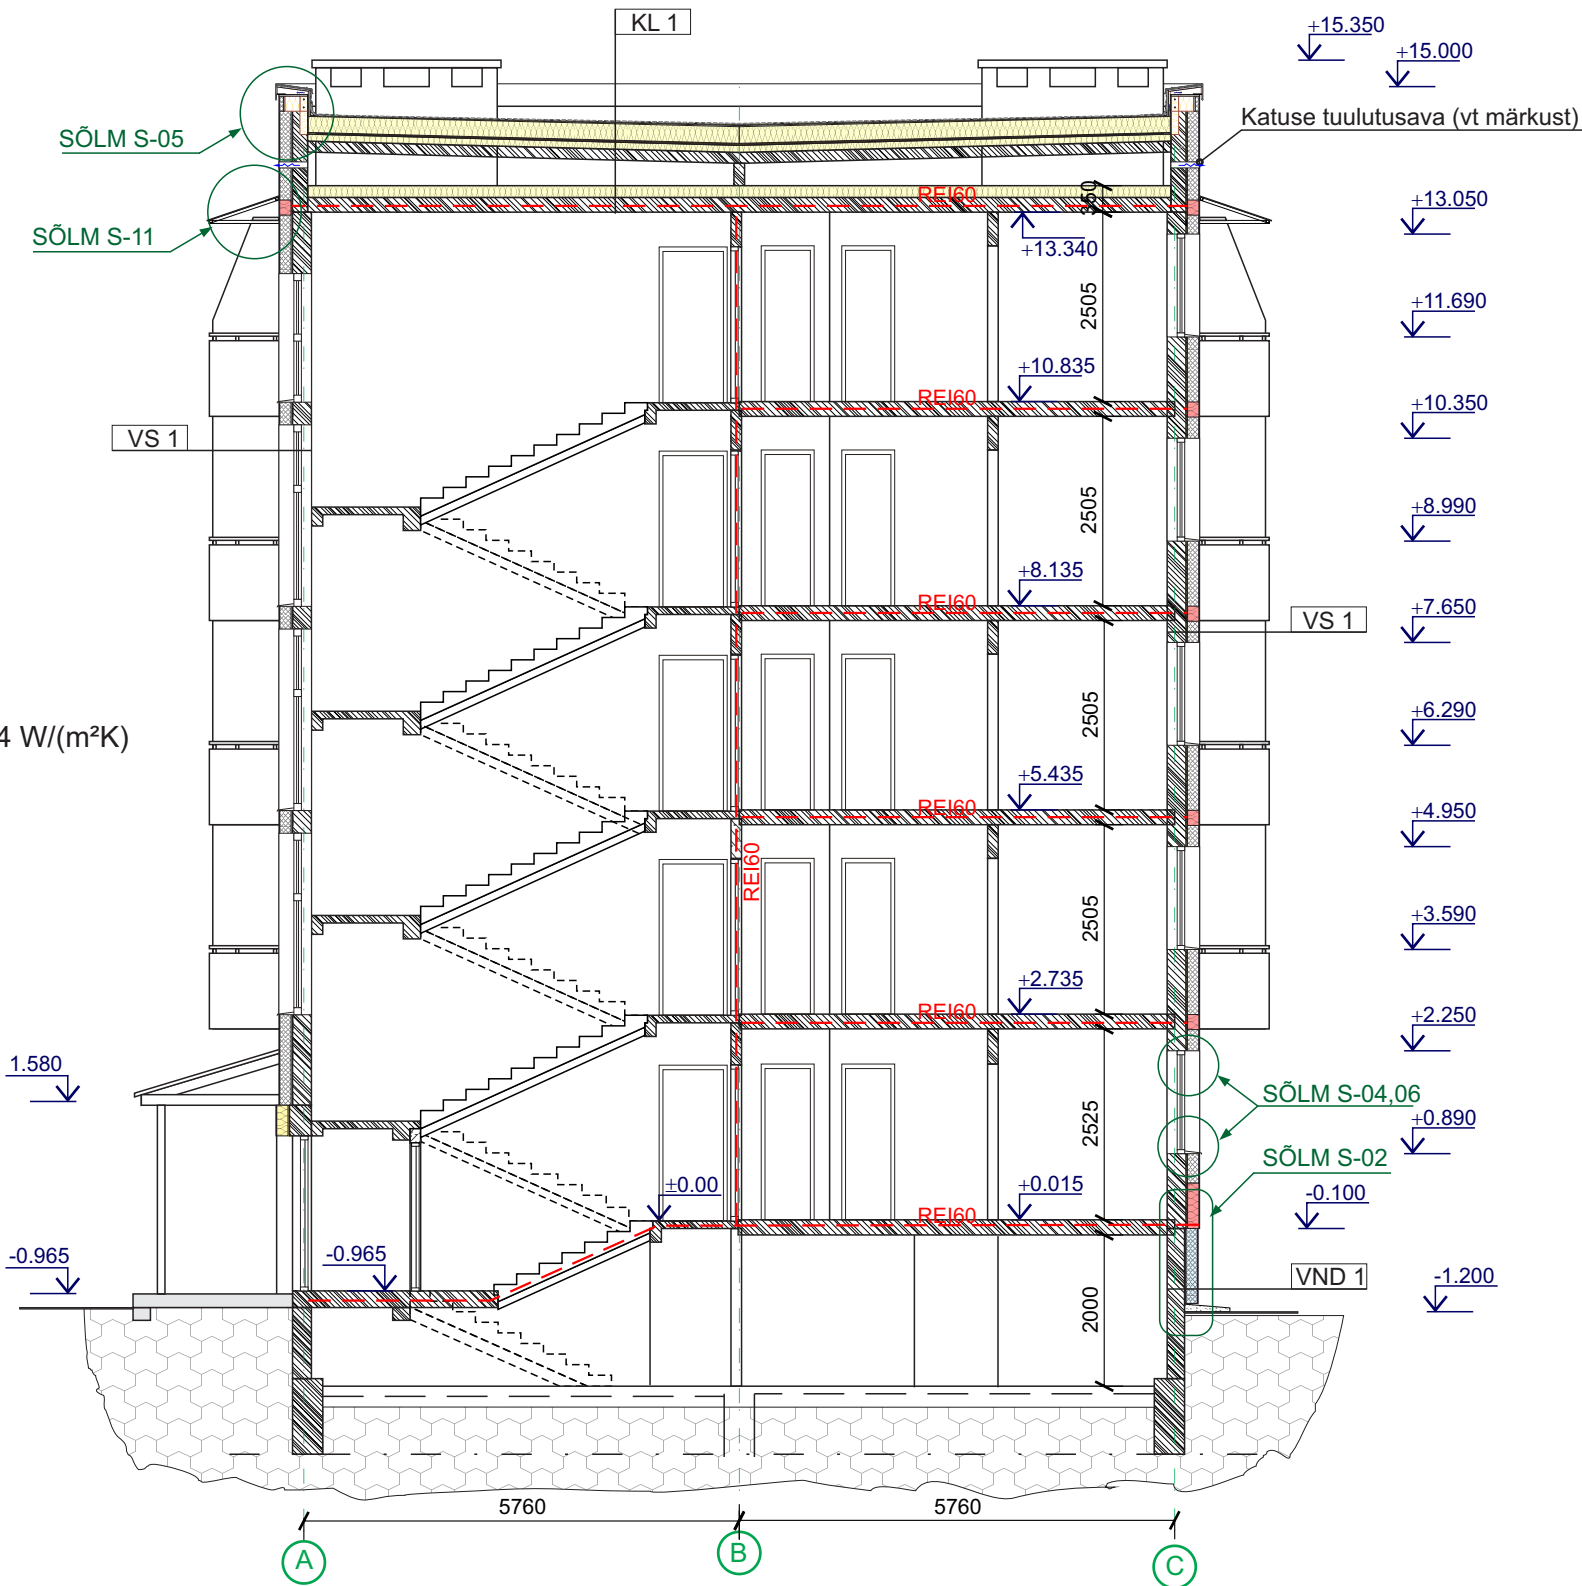 KL 1
+15.350
+15.000
SÕLM S-05
Katuse tuulutusava (vt märkust)
SÕLM S-11
REI60
350
+13.050
+13.340
2505
+11.690
+10.835
REI60
+10.350
VS 1
2505
+8.990
+8.135
REI60
+7.650
VS 1
2505
+6.290
4 W/(m²K)
+5.435
REI60
+4.950
REI60
2505
+3.590
+2.735
REI60
+2.250
1.580
SÕLM S-04,06
2525
+0.890
SÕLM S-02
±0.00
+0.015
-0.100
REI60
-0.965
-0.965
VND 1
-1.200
2000
5760
5760
A
B
C